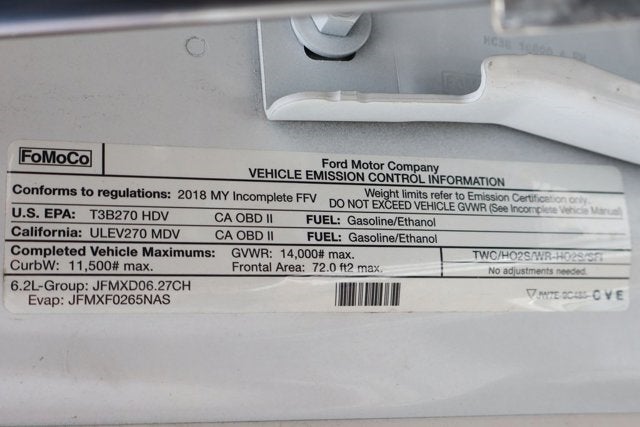 FoMoCo
Ford Motor Company
VEHICLE EMISSION CONTROL INFORMATION
Conforms to regulations: 2018 MY Incomplete FFV
Weight limits refer to Emission Certification only.
DO NOT EXCEED VEHICLE GVWR (See Incomplete Vehicle Manual)
U.S. EPA: T3B270 HDV CA OBD II FUEL: Gasoline/Ethanol
California: ULEV270 MDV CA OBD II FUEL: Gasoline/Ethanol
Completed Vehicle Maximums: GVWR: 14,000# max.
CurbW: 11,500# max. Frontal Area: 72.0 ft2 max.
TWC/HO2S/WR-HO2S/SFI
No adjustments needed.
6.2L-Group: JFMXD06.27CH
Evap: JFMXF0265NAS
CVE